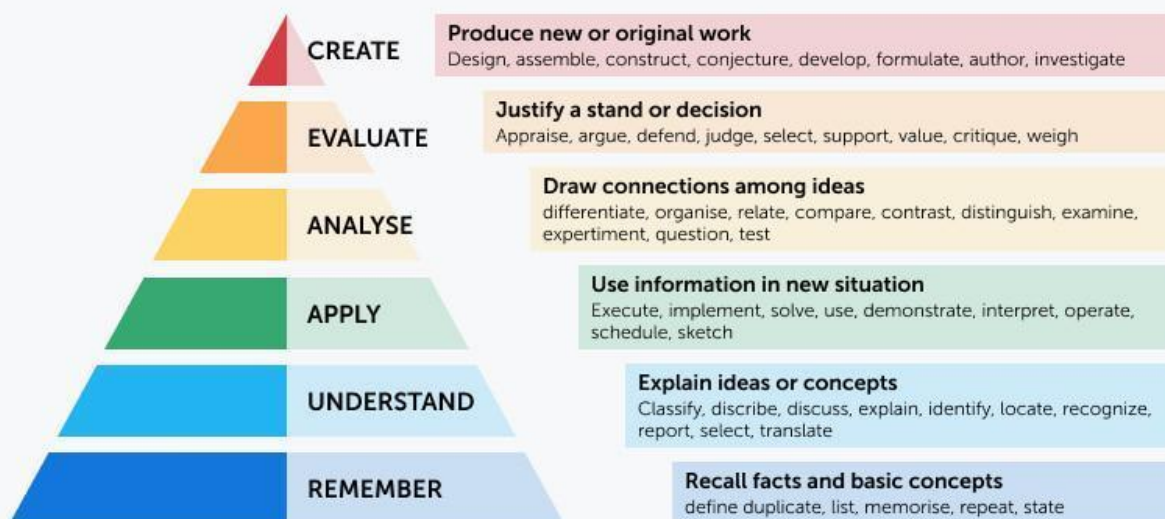 CREATE
Produce new or original work
Design, assemble, construct, conjecture, develop, formulate, author, investigate
EVALUATE
Justify a stand or decision
Appraise, argue, defend, judge, select, support, value, critique, weigh
ANALYSE
Draw connections among ideas
differentiate, organise, relate, compare, contrast, distinguish, examine,
expertiment, question, test
APPLY
Use information in new situation
Execute, implement, solve, use, demonstrate, interpret, operate,
schedule, sketch
UNDERSTAND
Explain ideas or concepts
Classify, discribe, discuss, explain, identify, locate, recognize,
report, select, translate
REMEMBER
Recall facts and basic concepts
define duplicate, list, memorise, repeat, state